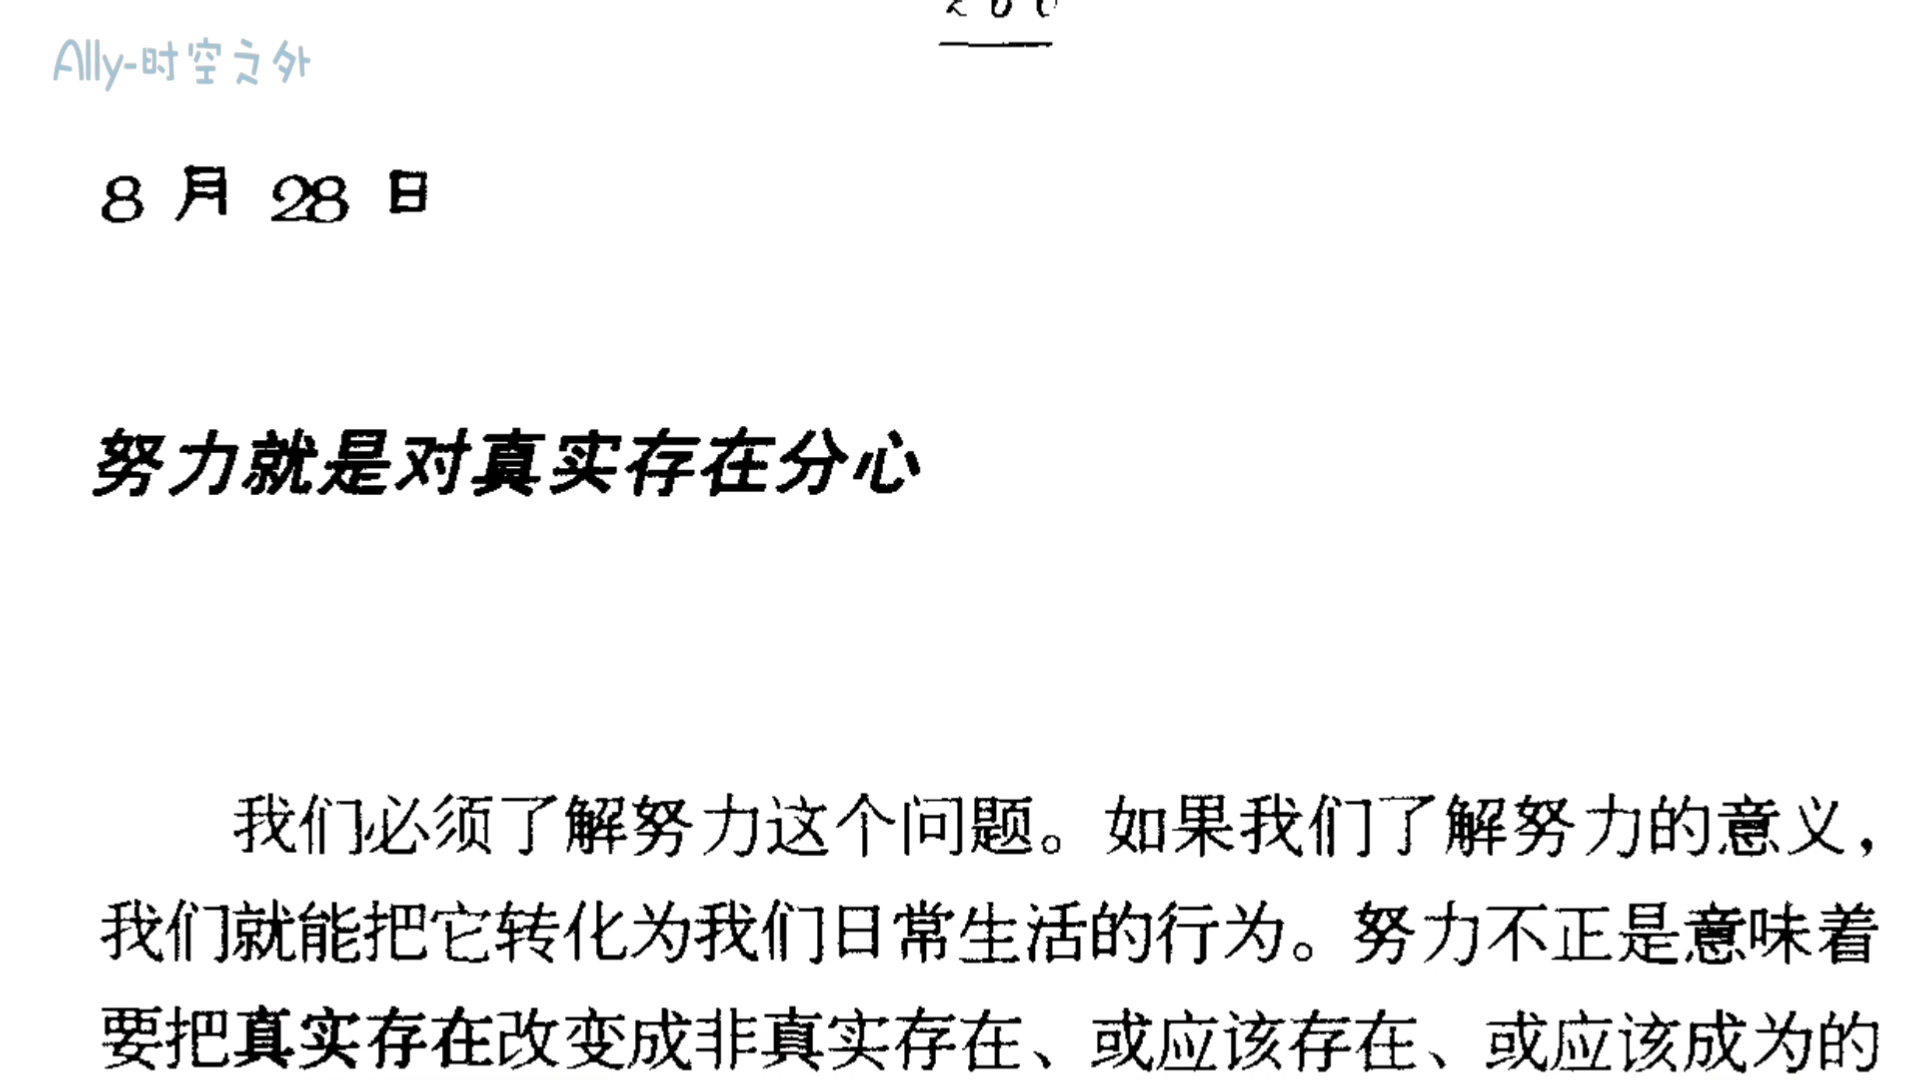 Ally-时空之外
8 月 28 日
努力就是对真实存在分心
我们必须了解努力这个问题。如果我们了解努力的意义，
我们就能把它转化为我们日常生活的行为。努力不正是意味着
要把真实存在改变成非真实存在、或应该存在、或应该成为的